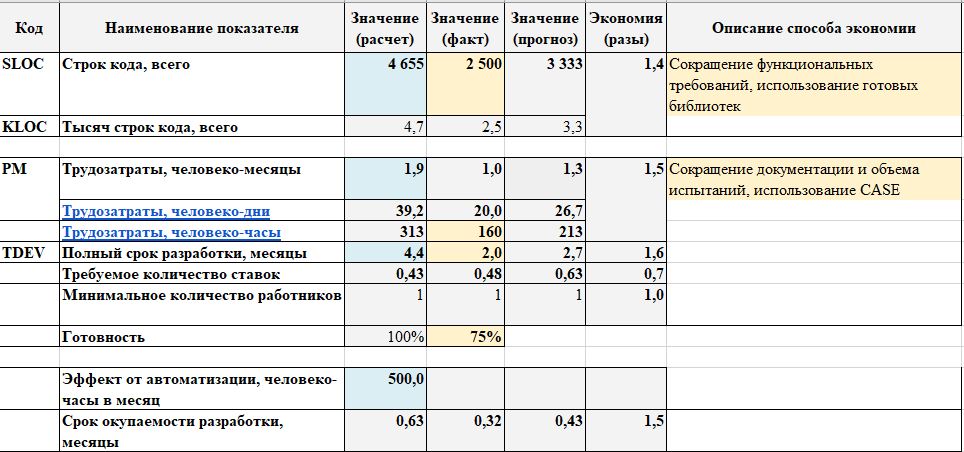 Код Наименование показателя Значение (расчет) Значение (факт) Значение (прогноз) Экономия (разы) Описание способа экономии
SLOC Строк кода, всего 4 655 2 500 3 333 1,4 Сокращение функциональных
требований, использование готовых
библиотек
KLOC Тысяч строк кода, всего 4,7 2,5 3,3
PM Трудозатраты, человеко-месяцы 1,9 1,0 1,3 1,5 Сокращение документации и объема
испытаний, использование CASE
Трудозатраты, человеко-дни 39,2 20,0 26,7
Трудозатраты, человеко-часы 313 160 213
TDEV Полный срок разработки, месяцы 4,4 2,0 2,7 1,6
Требуемое количество ставок 0,43 0,48 0,63 0,7
Минимальное количество работников 1 1 1 1,0
Готовность 100% 75%
Эффект от автоматизации, человеко- 500,0
часы в месяц
Срок окупаемости разработки, 0,63 0,32 0,43 1,5
месяцы